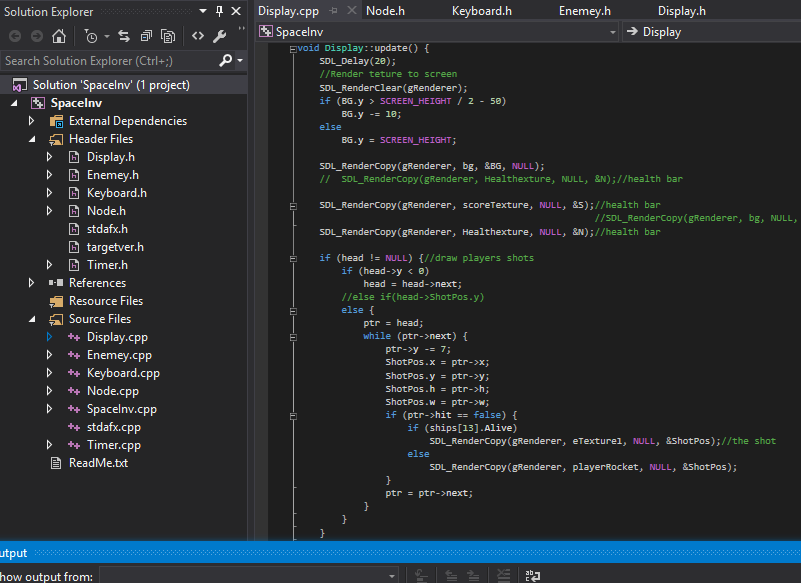 Solution Explorer
Search Solution Explorer (Ctrl+;)
Solution 'SpaceInv' (1 project)
SpaceInv
External Dependencies
Header Files
Display.h
Enemey.h
Keyboard.h
Node.h
stdafx.h
targetver.h
Timer.h
References
Resource Files
Source Files
Display.cpp
Enemey.cpp
Keyboard.cpp
Node.cpp
SpaceInv.cpp
stdafx.cpp
Timer.cpp
ReadMe.txt
Display.cpp Node.h Keyboard.h Enemey.h Display.h
SpaceInv Display
void Display::update() {
SDL_Delay(20);
//Render teture to screen
SDL_RenderClear(gRenderer);
if (BG.y > SCREEN_HEIGHT / 2 - 50)
BG.y -= 10;
else
BG.y = SCREEN_HEIGHT;
SDL_RenderCopy(gRenderer, bg, &BG, NULL);
//  SDL_RenderCopy(gRenderer, Healthexture, NULL, &N);//health bar
SDL_RenderCopy(gRenderer, scoreTexture, NULL, &S);//health bar
//SDL_RenderCopy(gRenderer, bg, NULL,
SDL_RenderCopy(gRenderer, Healthexture, NULL, &N);//health bar
if (head != NULL) {//draw players shots
if (head->y < 0)
head = head->next;
//else if(head->ShotPos.y)
else {
ptr = head;
while (ptr->next) {
ptr->y -= 7;
ShotPos.x = ptr->x;
ShotPos.y = ptr->y;
ShotPos.h = ptr->h;
ShotPos.w = ptr->w;
if (ptr->hit == false) {
if (ships[13].Alive)
SDL_RenderCopy(gRenderer, eTexture1, NULL, &ShotPos);//the shot
else
SDL_RenderCopy(gRenderer, playerRocket, NULL, &ShotPos);
}
ptr = ptr->next;
}
}
}
utput
how output from: